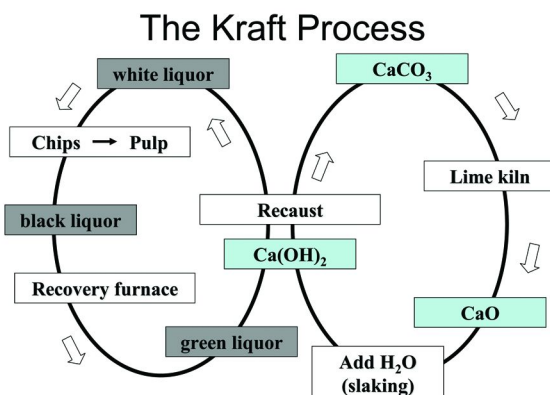 The Kraft Process
white liquor
CaCO₃
Chips → Pulp
Lime kiln
black liquor
Recaust
Ca(OH)₂
Recovery furnace
CaO
green liquor
Add H₂O
(slaking)